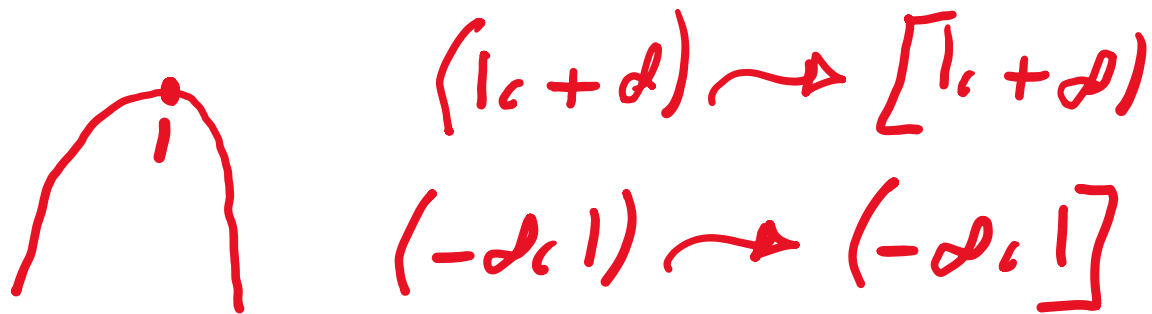 (1, +∞) → [1, +∞)
1
(-∞, 1) → (-∞, 1]